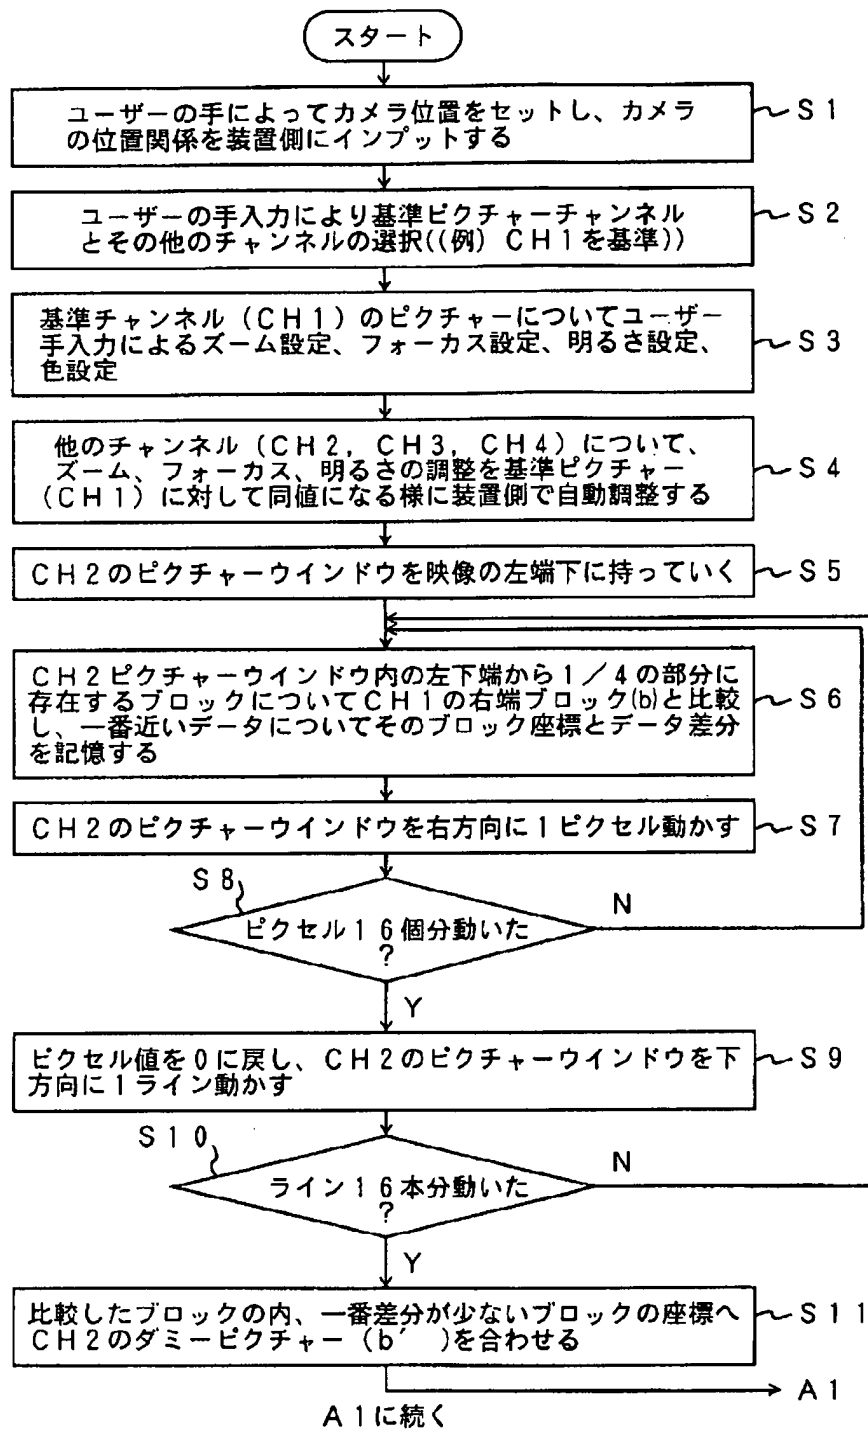 スタート
ユーザーの手によってカメラ位置をセットし、カメラ
の位置関係を装置側にインプットする
S1
ユーザーの手入力により基準ピクチャーチャンネル
とその他のチャンネルの選択((例) CH1を基準))
S2
基準チャンネル (CH1) のピクチャーについてユーザー
手入力によるズーム設定、フォーカス設定、明るさ設定、
色設定
S3
他のチャンネル (CH2, CH3, CH4) について、
ズーム、フォーカス、明るさの調整を基準ピクチャー
(CH1) に対して同値になる様に装置側で自動調整する
S4
CH2のピクチャーウインドウを映像の左端下に持っていく
S5
CH2ピクチャーウインドウ内の左下端から1/4の部分に
存在するブロックについてCH1の右端ブロック(b)と比較
し、一番近いデータについてそのブロック座標とデータ差分
を記憶する
S6
CH2のピクチャーウインドウを右方向に1ピクセル動かす
S7
S8
ピクセル16個分動いた
?
N
Y
ピクセル値を0に戻し、CH2のピクチャーウインドウを下
方向に1ライン動かす
S9
S10
ライン16本分動いた
?
N
Y
比較したブロックの内、一番差分が少ないブロックの座標へ
CH2のダミーピクチャー (b′ )を合わせる
S11
A1
A1に続く